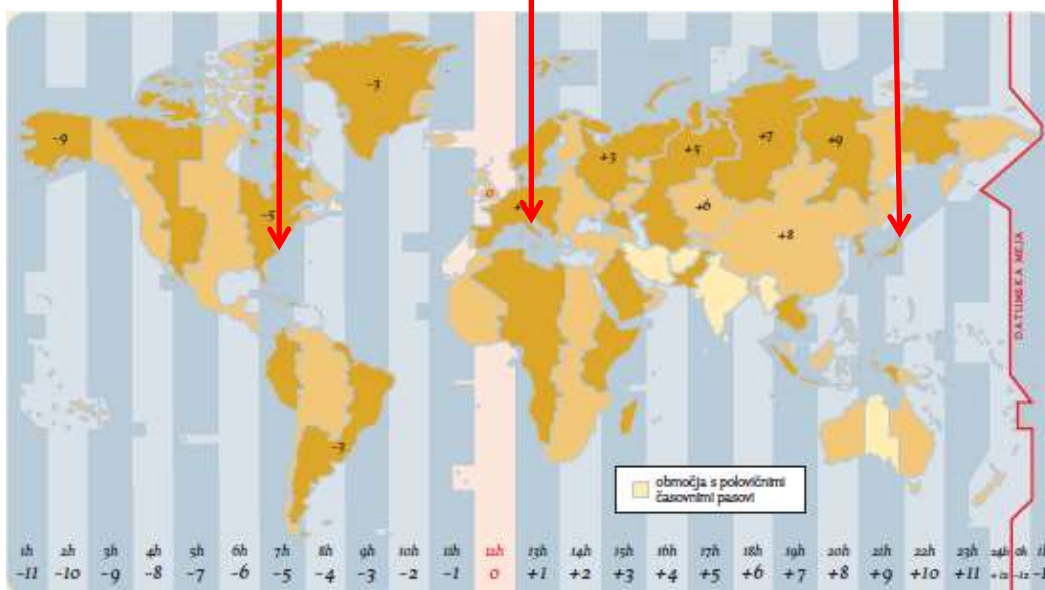 -3
-9
+7
+9
+3
+5
0
+
-5
+6
+8
DATUMSKA MEJA
-3
območja s polovičnimi
časovnimi pasovi
1h 2h 3h 4h 5h 6h 7h 8h 9h 10h 11h 12h 13h 14h 15h 16h 17h 18h 19h 20h 21h 22h 23h 24h 0h
-11 -10 -9 -8 -7 -6 -5 -4 -3 -2 -1 0 +1 +2 +3 +4 +5 +6 +7 +8 +9 +10 +11 +12 -12